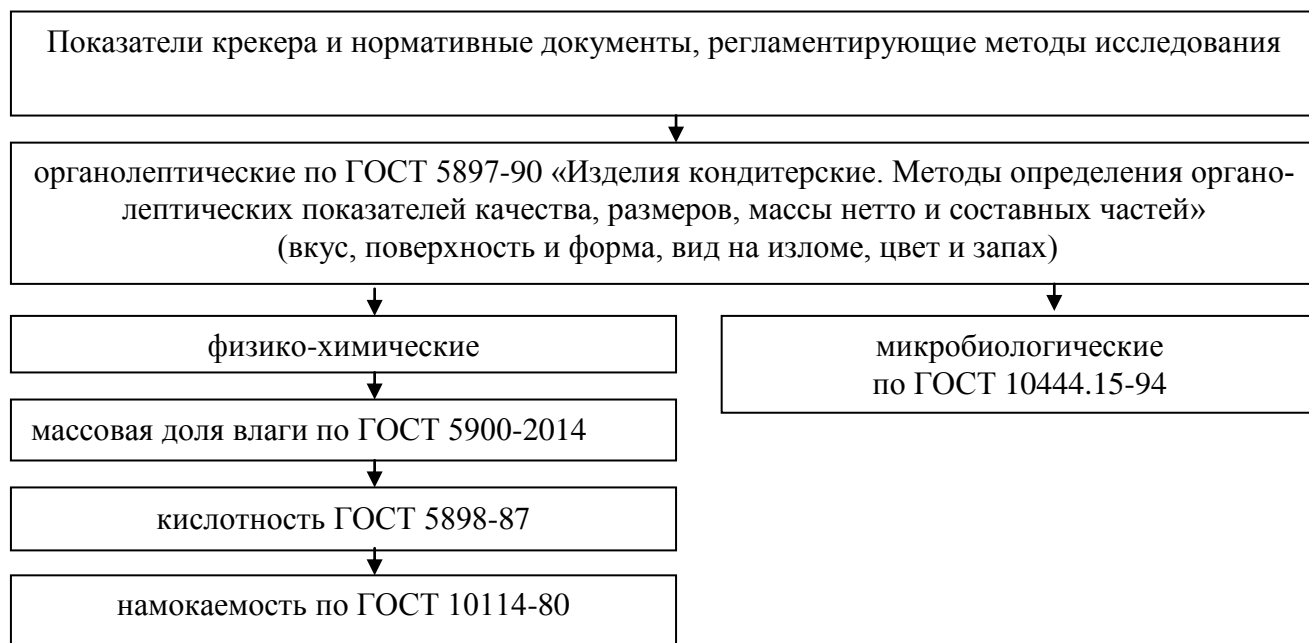 Показатели крекера и нормативные документы, регламентирующие методы исследования
органолептические по ГОСТ 5897-90 «Изделия кондитерские. Методы определения органо-
лептических показателей качества, размеров, массы нетто и составных частей»
(вкус, поверхность и форма, вид на изломе, цвет и запах)
физико-химические
микробиологические
по ГОСТ 10444.15-94
массовая доля влаги по ГОСТ 5900-2014
кислотность ГОСТ 5898-87
намокаемость по ГОСТ 10114-80